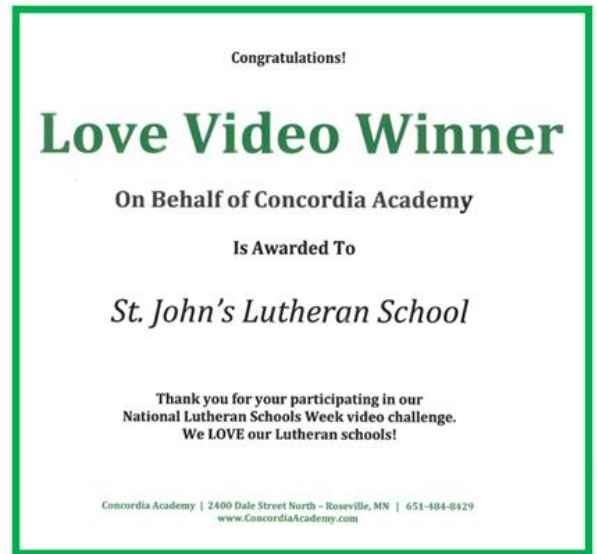 Congratulations!
Love Video Winner
On Behalf of Concordia Academy
Is Awarded To
St. John's Lutheran School
Thank you for your participating in our
National Lutheran Schools Week video challenge.
We LOVE our Lutheran schools!
Concordia Academy | 2400 Dale Street North – Roseville, MN | 651-484-8429
www.ConcordiaAcademy.com